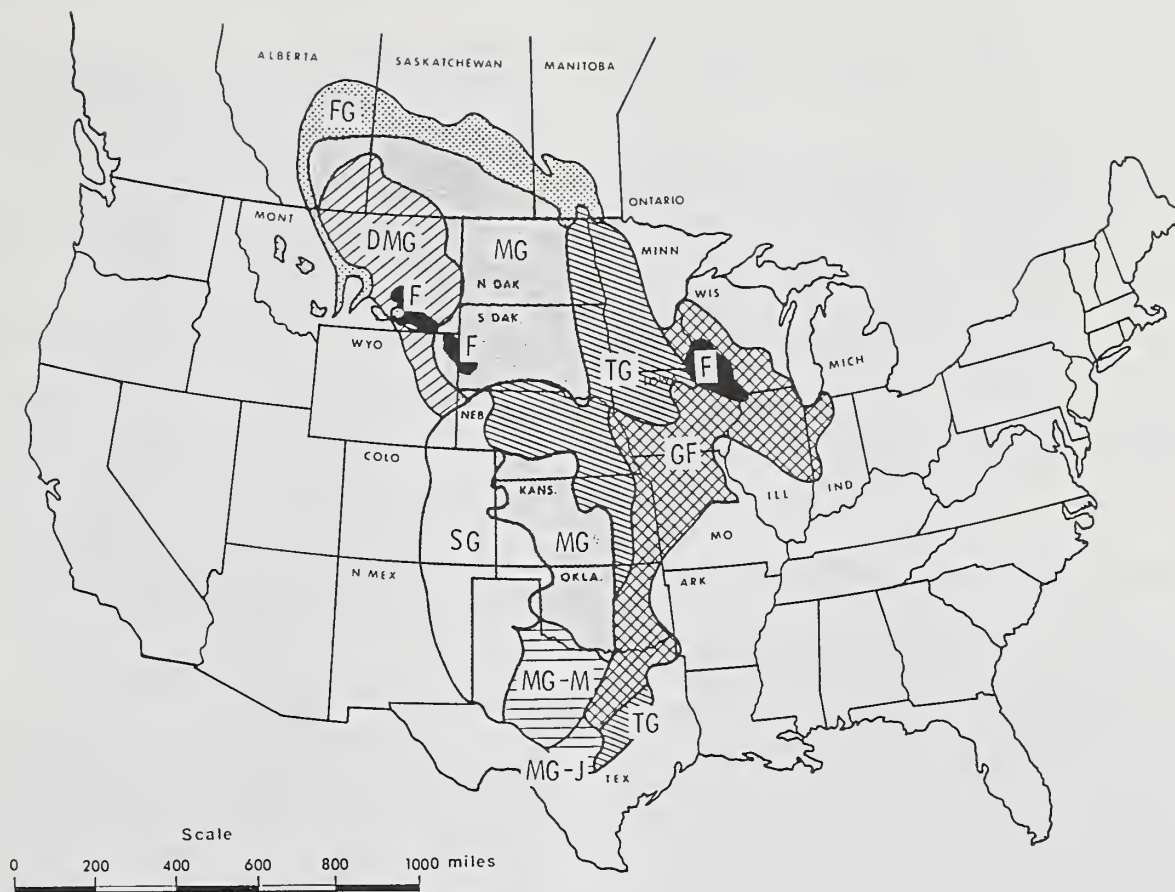 ALBERTA
SASKATCHEWAN
MANITOBA
FG
ONTARIO
MONT
DMG
MG
MINN
N DAK
F
WIS
S DAK
F
WYO
F
MICH
TG
IOWA
NEB
GF
COLO
KANS.
ILL
IND
SG
MG
MO
N MEX
OKLA.
ARK
MG-M
TG
MG-J
TEX
Scale
0 200 400 600 800 1000 miles